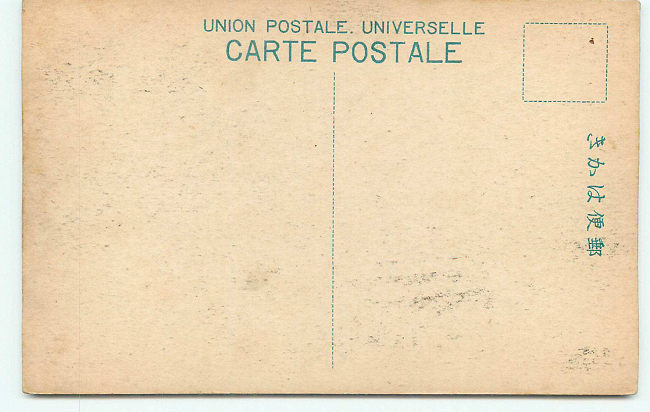 UNION POSTALE. UNIVERSELLE
CARTE POSTALE
郵便はかき